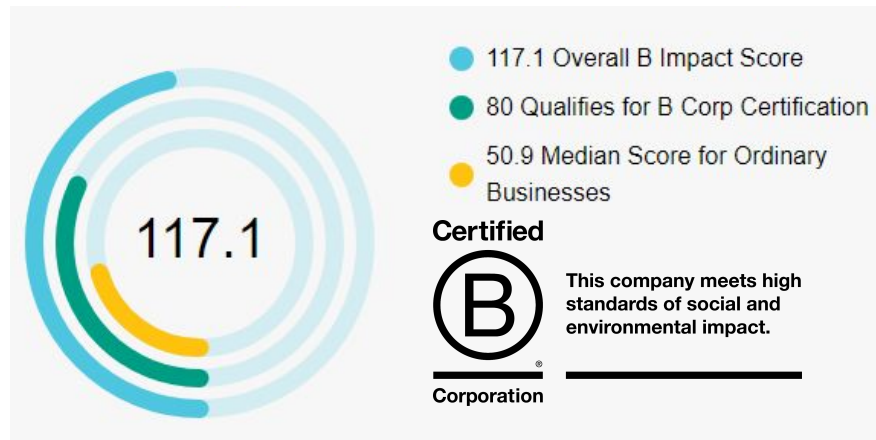 117.1
117.1 Overall B Impact Score
80 Qualifies for B Corp Certification
50.9 Median Score for Ordinary
Businesses
Certified
B
®
Corporation
This company meets high
standards of social and
environmental impact.